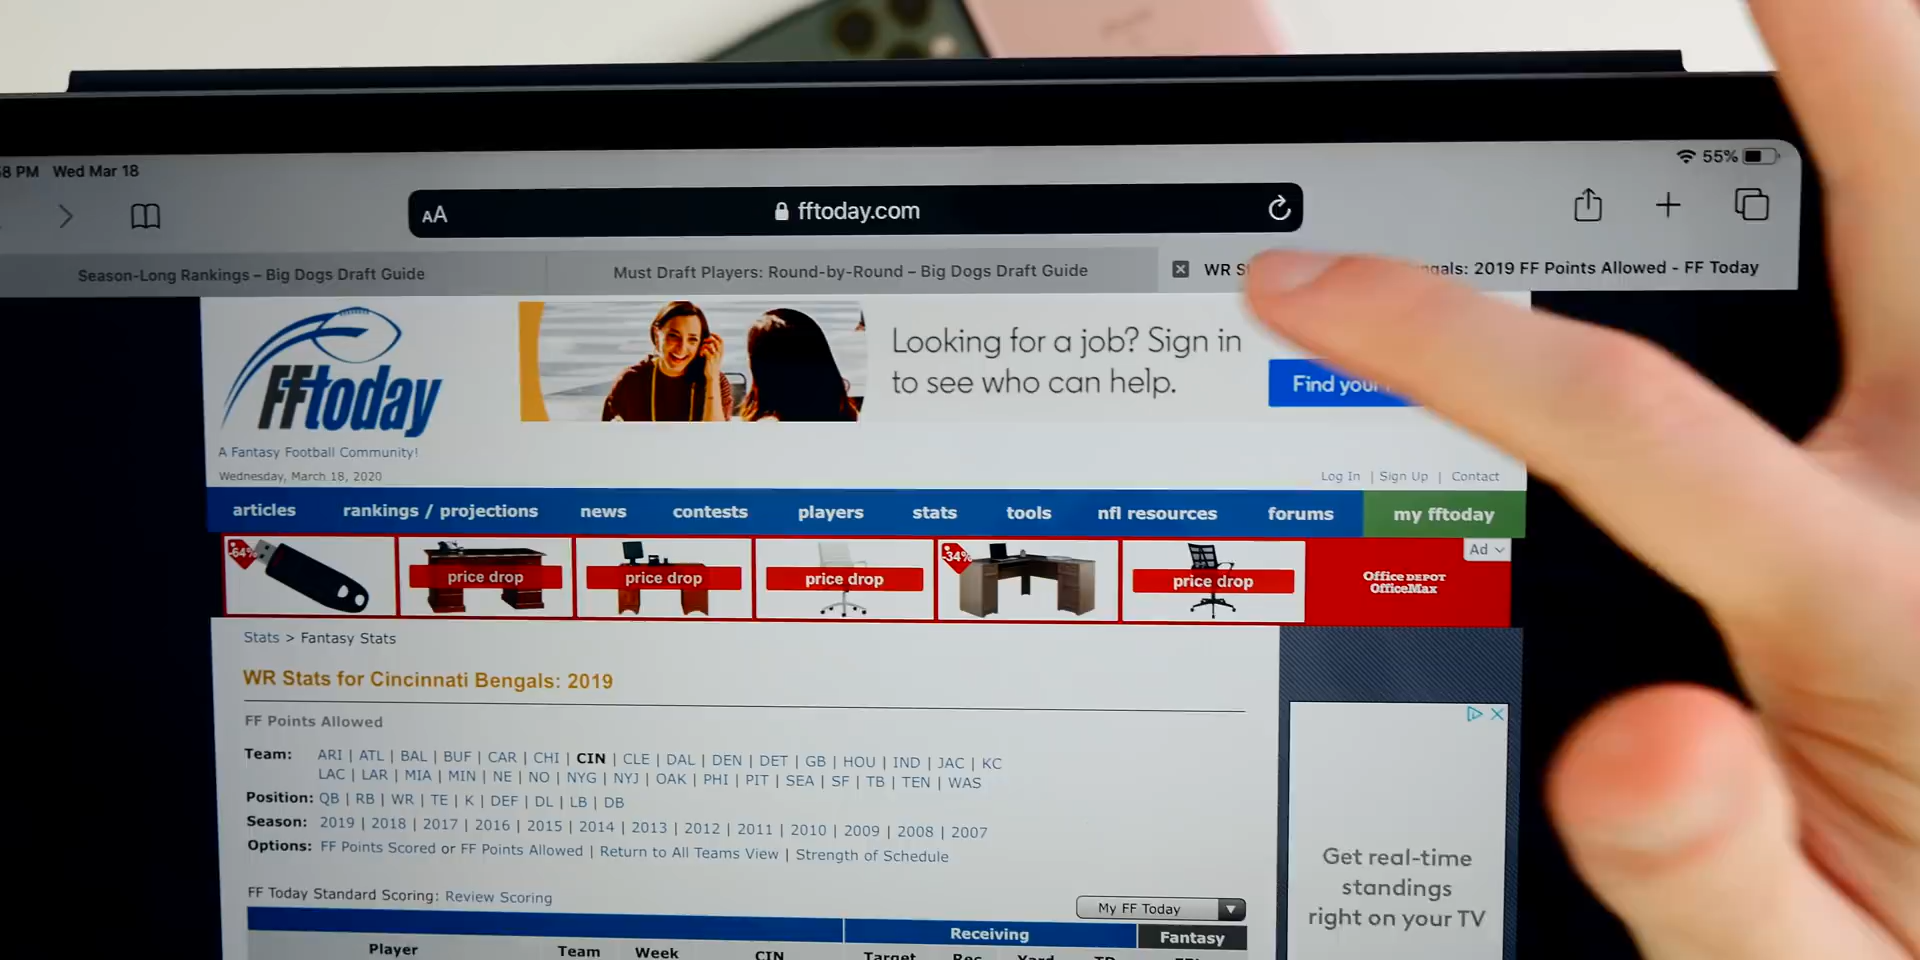 8 PM Wed Mar 18
55%
AA
fftoday.com
Season-Long Rankings – Big Dogs Draft Guide
Must Draft Players: Round-by-Round – Big Dogs Draft Guide
WR
2019 FF Points Allowed - FF Today
FFtoday
A Fantasy Football Community!
Wednesday, March 18, 2020
Looking for a job? Sign in
to see who can help.
Find your
Log In | Sign Up | Contact
articles rankings / projections news contests players stats tools nfl resources forums my fftoday
-64%
price drop
price drop
price drop
-34%
price drop
Office DEPOT
OfficeMax
Ad
Stats > Fantasy Stats
WR Stats for Cincinnati Bengals: 2019
FF Points Allowed
Team: ARI | ATL | BAL | BUF | CAR | CHI | CIN | CLE | DAL | DEN | DET | GB | HOU | IND | JAC | KC
LAC | LAR | MIA | MIN | NE | NO | NYG | NYJ | OAK | PHI | PIT | SEA | SF | TB | TEN | WAS
Position: QB | RB | WR | TE | K | DEF | DL | LB | DB
Season: 2019 | 2018 | 2017 | 2016 | 2015 | 2014 | 2013 | 2012 | 2011 | 2010 | 2009 | 2008 | 2007
Options: FF Points Scored or FF Points Allowed | Return to All Teams View | Strength of Schedule
FF Today Standard Scoring: Review Scoring
My FF Today
Receiving
Fantasy
Player Team Week CIN Target
Get real-time
standings
right on your TV